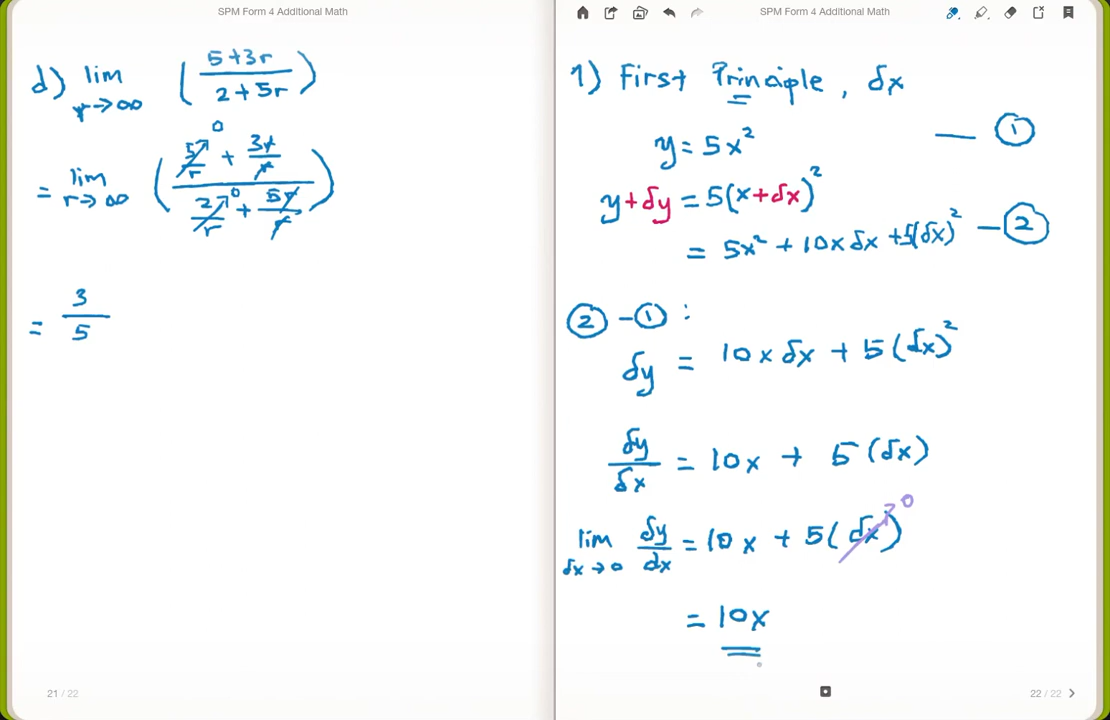 SPM Form 4 Additional Math
d) lim r→∞ ( (5+3r) / (2+5r) )
= lim r→∞ ( (5/r ↗ 0 + 3r/r) / (2/r ↗ 0 + 5r/r) )
= 3/5
21 / 22
SPM Form 4 Additional Math
1) First Principle, δx
y = 5x² — ①
y+δy = 5(x+δx)²
= 5x² + 10xδx + 5(δx)² — ②
② - ① :
δy = 10xδx + 5(δx)²
δy/δx = 10x + 5(δx)
lim δx→0 δy/δx = 10x + 5(δx) ↗ 0
= 10x
22 / 22